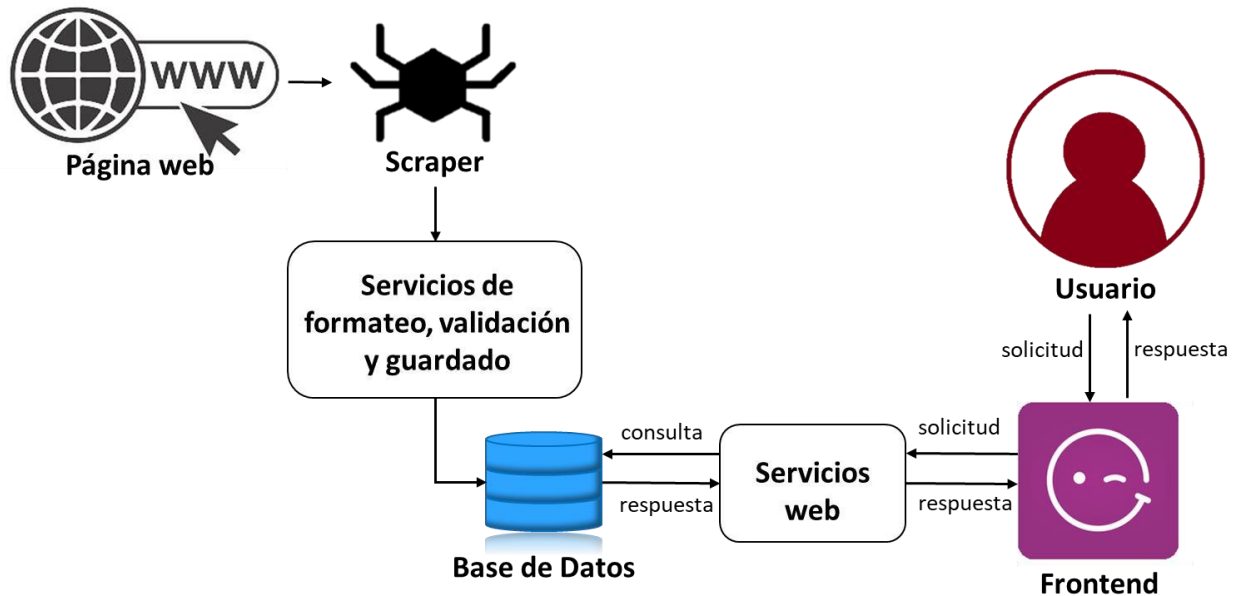 WWW
Página web
Scraper
Servicios de
formateo, validación
y guardado
Usuario
solicitud
respuesta
consulta
respuesta
Servicios
web
solicitud
respuesta
Base de Datos
Frontend